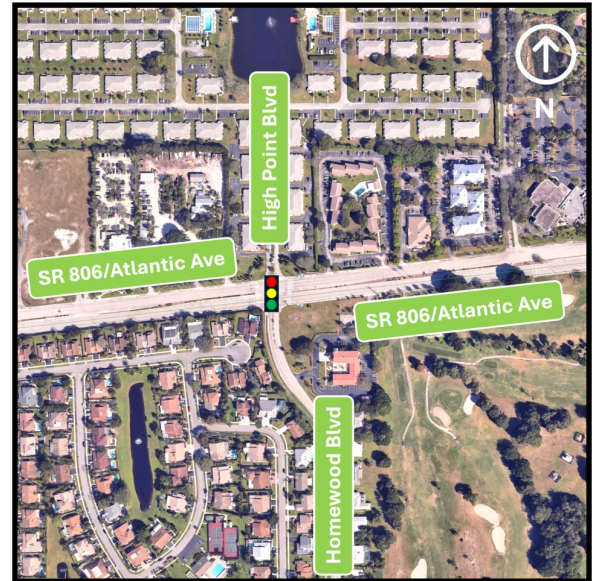 N
High Point Blvd
SR 806/Atlantic Ave
SR 806/Atlantic Ave
Homewood Blvd